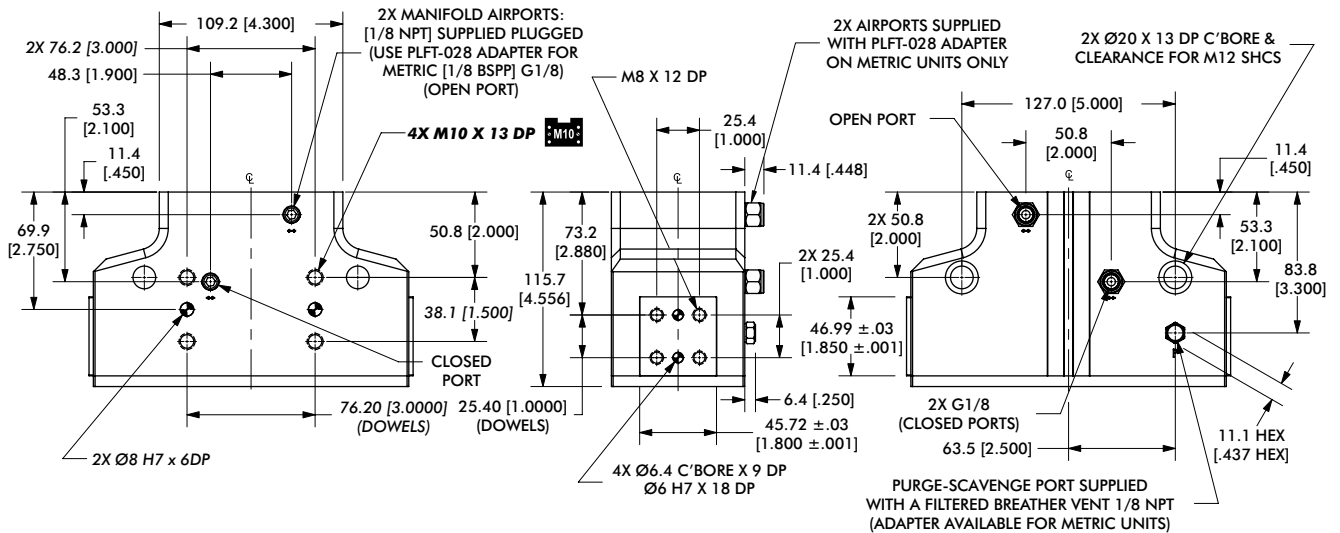 109.2 [4.300]
2X 76.2 [3.000]
48.3 [1.900]
53.3
[2.100]
11.4
[.450]
69.9
[2.750]
2X MANIFOLD AIRPORTS:
[1/8 NPT] SUPPLIED PLUGGED
(USE PLFT-028 ADAPTER FOR
METRIC [1/8 BSPP] G1/8)
(OPEN PORT)
4X M10 X 13 DP
M10
℄
50.8 [2.000]
38.1 [1.500]
CLOSED
PORT
76.20 [3.0000]
(DOWELS)
2X Ø8 H7 x 6DP
2X AIRPORTS SUPPLIED
WITH PLFT-028 ADAPTER
ON METRIC UNITS ONLY
M8 X 12 DP
25.4
[1.000]
11.4 [.448]
℄
73.2
[2.880]
115.7
[4.556]
2X 25.4
[1.000]
25.40 [1.0000]
(DOWELS)
6.4 [.250]
45.72 ±.03
[1.800 ±.001]
4X Ø6.4 C'BORE X 9 DP
Ø6 H7 X 18 DP
2X Ø20 X 13 DP C'BORE &
CLEARANCE FOR M12 SHCS
127.0 [5.000]
OPEN PORT
50.8
[2.000]
11.4
[.450]
℄
2X 50.8
[2.000]
53.3
[2.100]
83.8
[3.300]
46.99 ±.03
[1.850 ±.001]
2X G1/8
(CLOSED PORTS)
63.5 [2.500]
11.1 HEX
[.437 HEX]
PURGE-SCAVENGE PORT SUPPLIED
WITH A FILTERED BREATHER VENT 1/8 NPT
(ADAPTER AVAILABLE FOR METRIC UNITS)